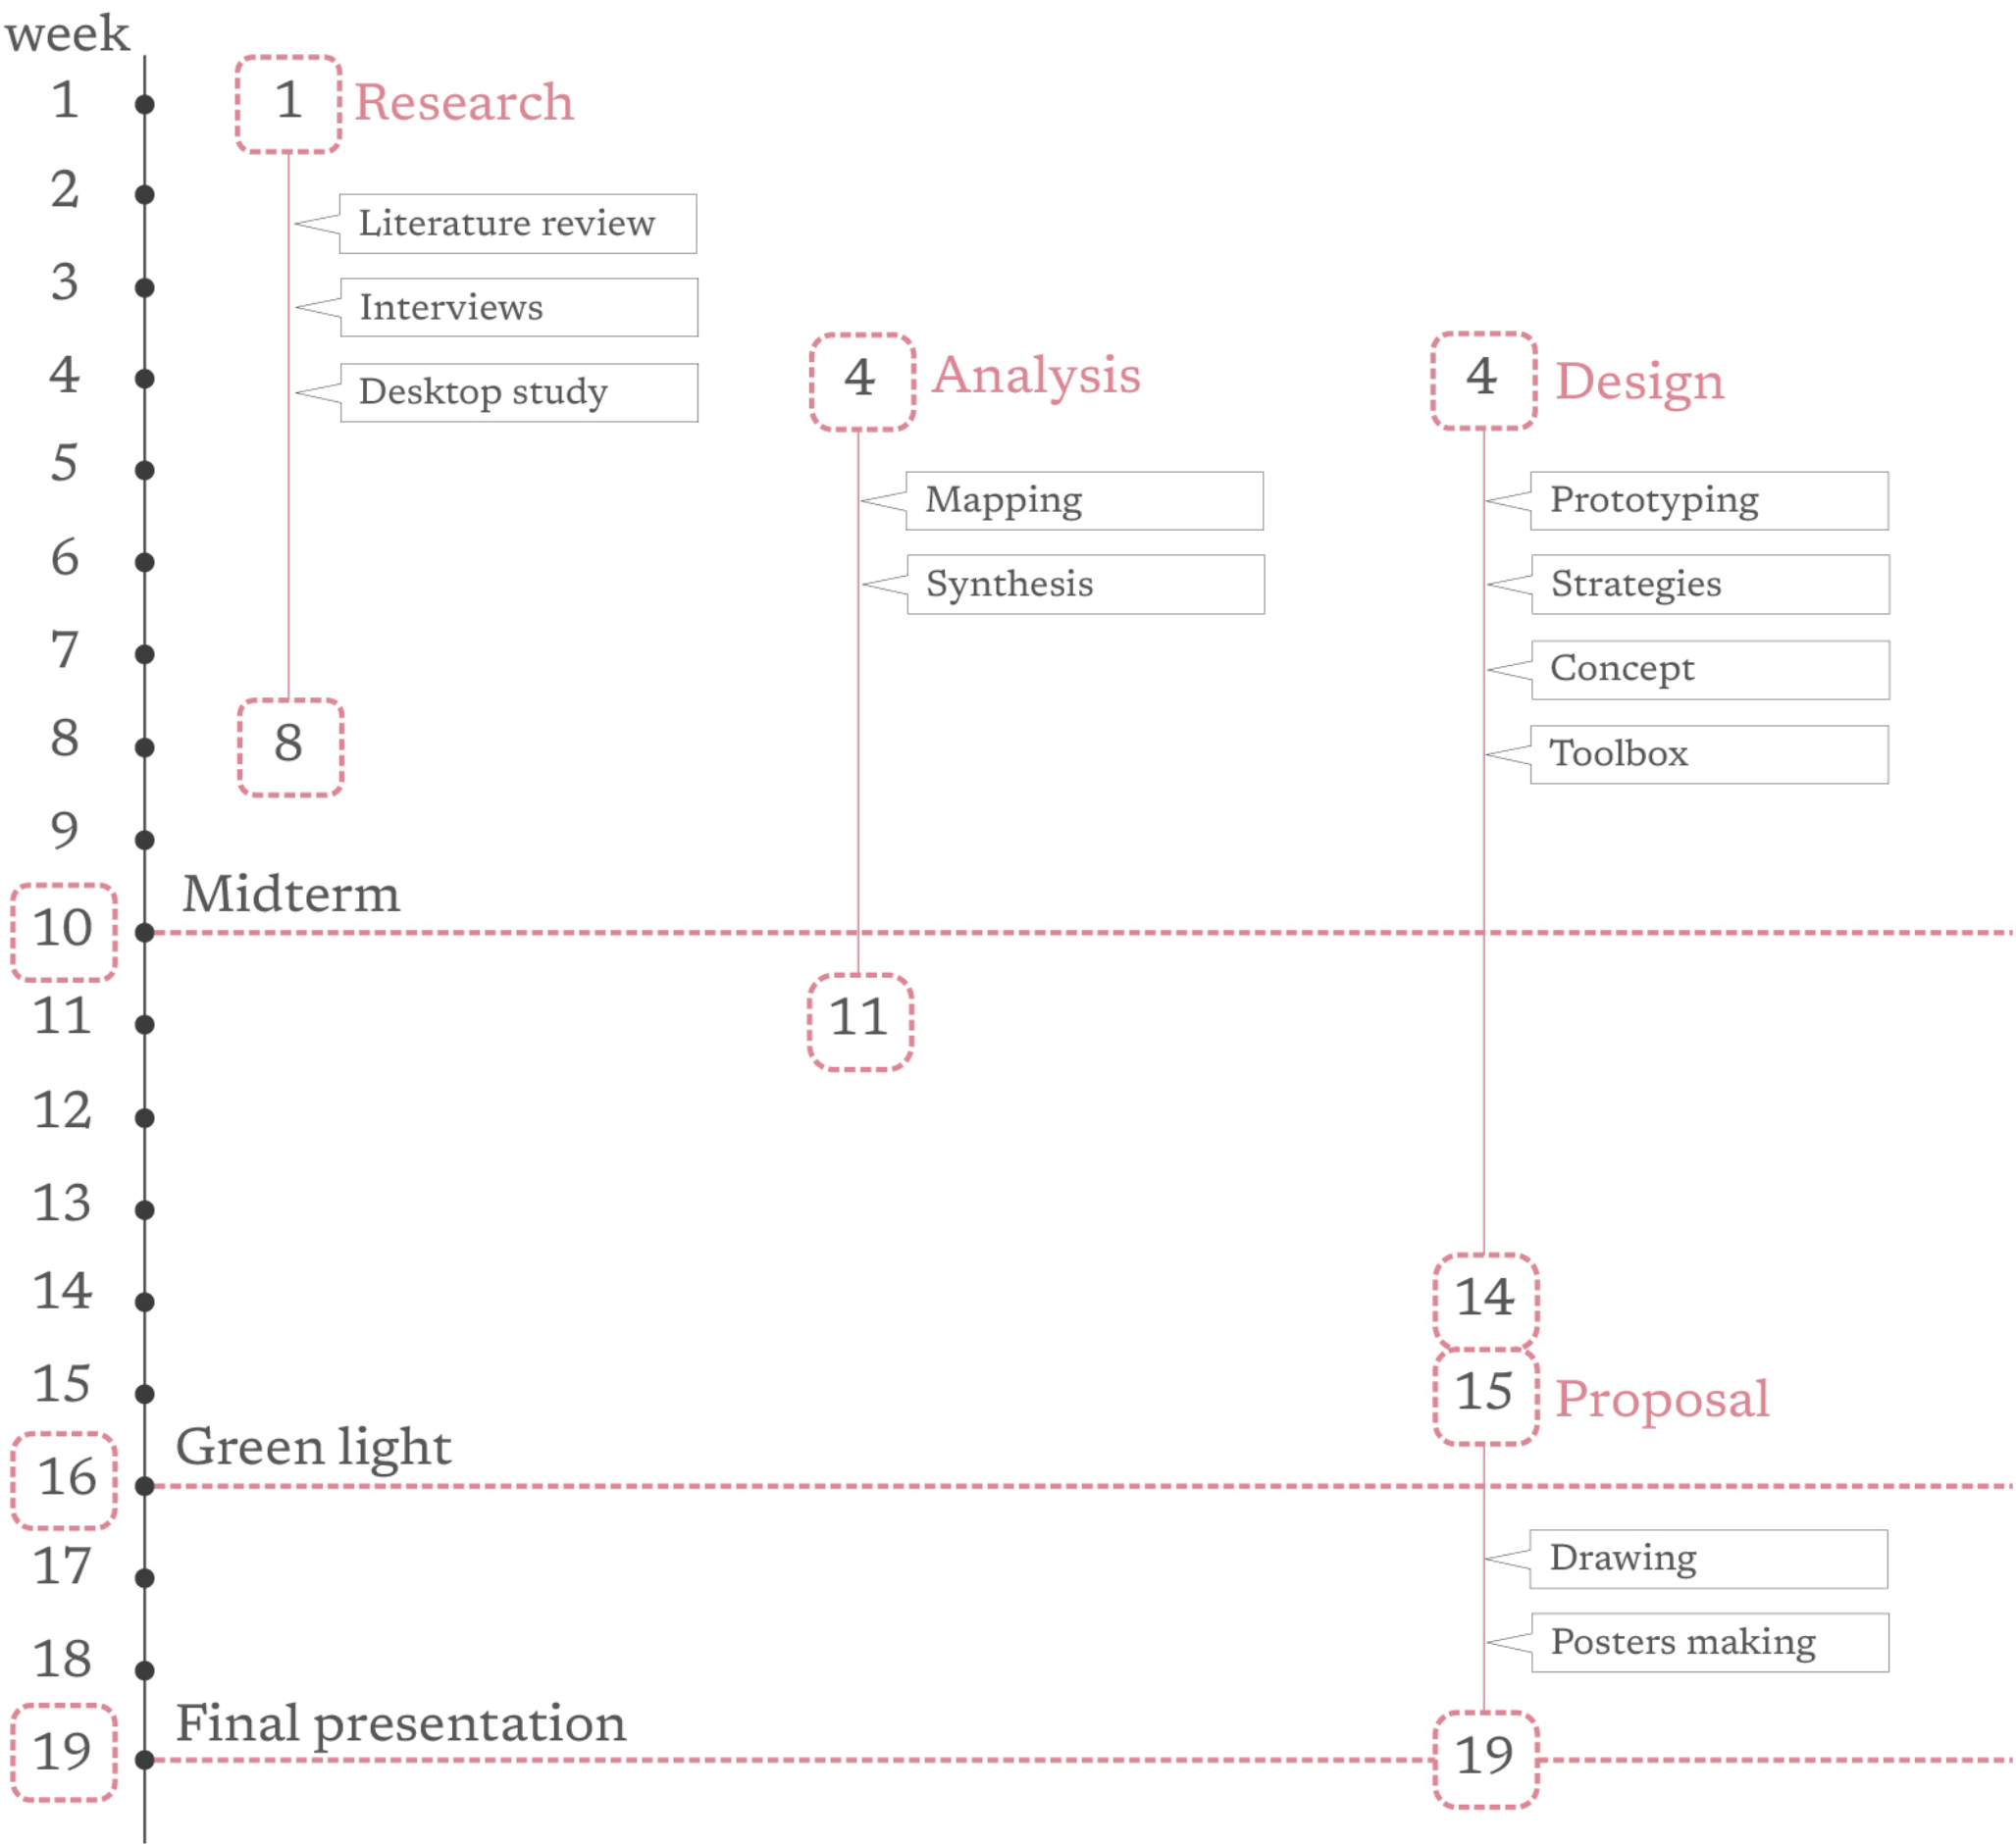 week
1
1 Research
2
Literature review
3
Interviews
4
4 Analysis
4 Design
Desktop study
5
Mapping
Prototyping
6
Synthesis
Strategies
7
Concept
8
8
Toolbox
9
Midterm
10
11
11
12
13
14
14
15
15 Proposal
Green light
16
17
Drawing
18
Posters making
Final presentation
19
19